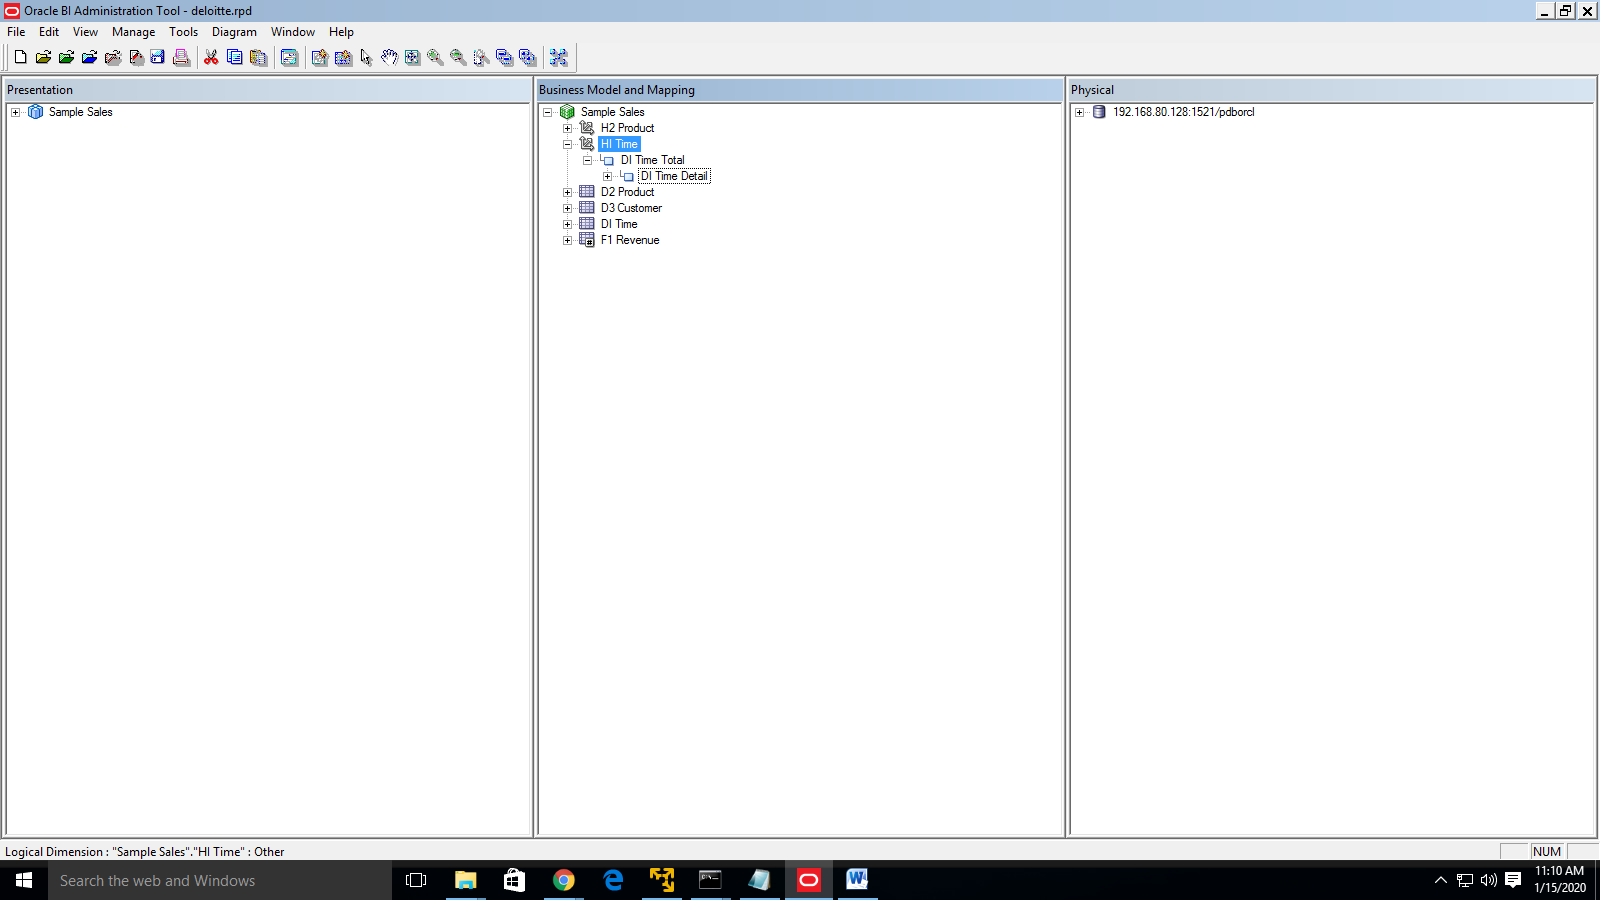 Oracle BI Administration Tool - deloitte.rpd
File Edit View Manage Tools Diagram Window Help
Presentation
Sample Sales
Business Model and Mapping
Sample Sales
H2 Product
HI Time
DI Time Total
DI Time Detail
D2 Product
D3 Customer
DI Time
F1 Revenue
Physical
192.168.80.128:1521/pdborcl
Logical Dimension : "Sample Sales"."HI Time" : Other
NUM
Search the web and Windows
11:10 AM
1/15/2020